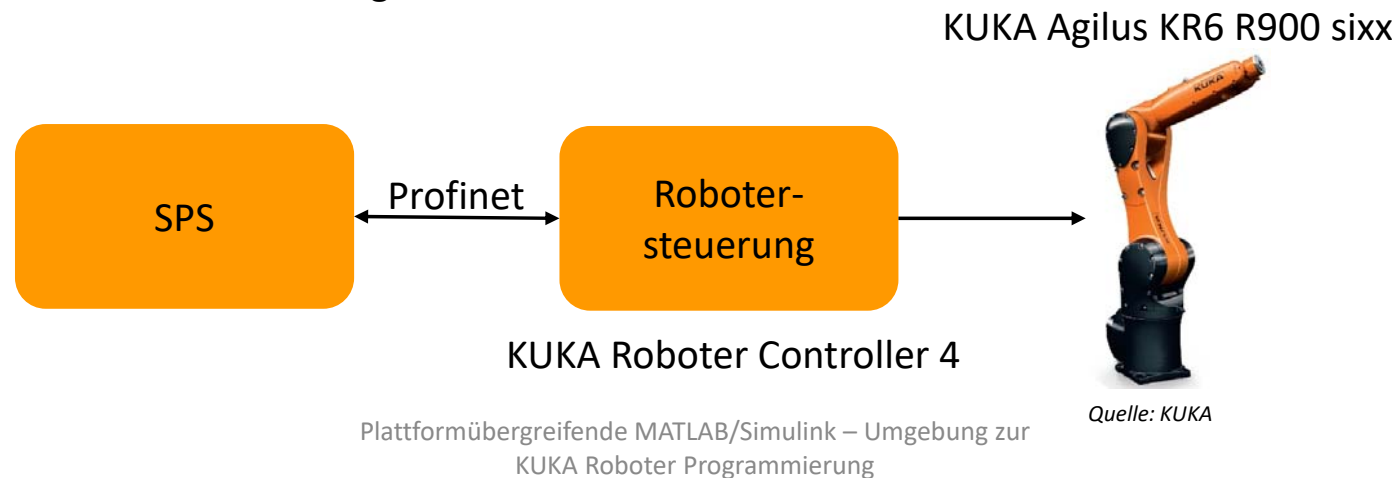 KUKA Agilus KR6 R900 sixx
KUKA
SPS
Profinet
Roboter-
steuerung
KUKA Roboter Controller 4
Quelle: KUKA
Plattformübergreifende MATLAB/Simulink – Umgebung zur
KUKA Roboter Programmierung